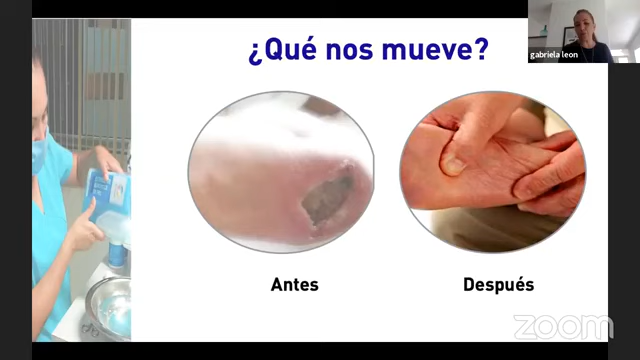 ¿Qué nos mueve?
gabriela leon
Antes
Después
zoom